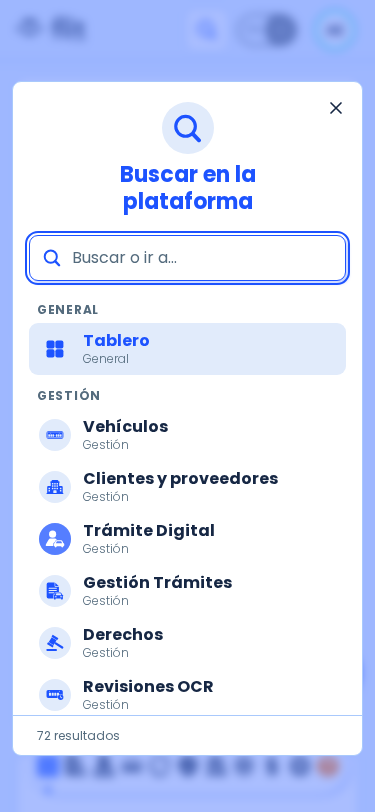 Buscar en la
plataforma
Buscar o ir a...
GENERAL
Tablero
General
GESTIÓN
Vehículos
Gestión
Clientes y proveedores
Gestión
Trámite Digital
Gestión
Gestión Trámites
Gestión
Derechos
Gestión
Revisiones OCR
Gestión
72 resultados